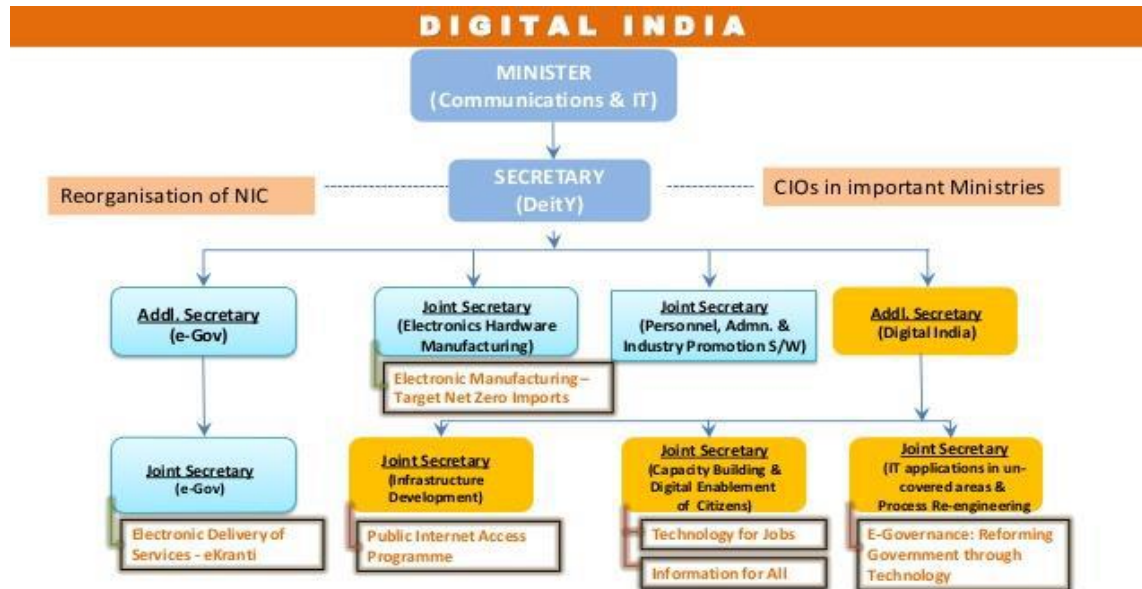 DIGITAL INDIA
MINISTER
(Communications & IT)
Reorganisation of NIC
SECRETARY
(DeitY)
CIOs in important Ministries
Addl. Secretary
(e-Gov)
Joint Secretary
(Electronics Hardware
Manufacturing)
Electronic Manufacturing –
Target Net Zero Imports
Joint Secretary
(Personnel, Admn. &
Industry Promotion S/W)
Addl. Secretary
(Digital India)
Joint Secretary
(e-Gov)
Electronic Delivery of
Services - eKranti
Joint Secretary
(Infrastructure
Development)
Public Internet Access
Programme
Joint Secretary
(Capacity Building &
Digital Enablement
of Citizens)
Technology for Jobs
Information for All
Joint Secretary
(IT applications in un-
covered areas &
Process Re-engineering
E-Governance: Reforming
Government through
Technology